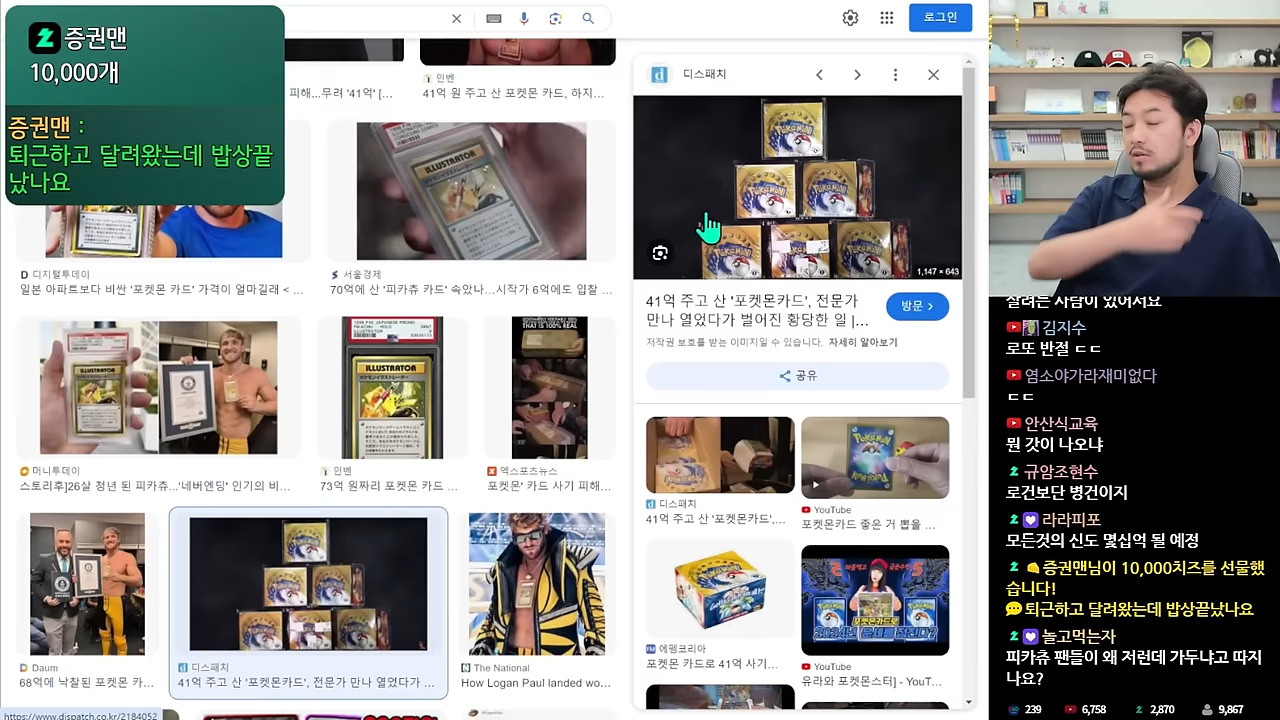 증권맨
10,000개
증권맨 :
퇴근하고 달려왔는데 밥상끝
났나요
로그인
피해...무려 '41억' [...
인벤
41억 원 주고 산 포켓몬 카드, 하지...
ILLUSTRATOR
디지털투데이
일본 아파트보다 비싼 '포켓몬 카드' 가격이 얼마길래 < ...
서울경제
70억에 산 '피카츄 카드' 속았나...시작가 6억에도 입찰 ...
ILLUSTRATOR
THAT IS 100% REAL
머니투데이
스토리후]26살 청년 된 피카츄...'네버엔딩' 인기의 비...
인벤
73억 원짜리 포켓몬 카드 ...
엑스포츠뉴스
포켓몬' 카드 사기 피해...
Daum
68억에 낙찰된 포켓몬 카...
디스패치
41억 주고 산 '포켓몬카드', 전문가 만나 열었다가 ...
The National
How Logan Paul landed wo...
https://www.dispatch.co.kr/2184052
디스패치
POKéMON
1,147 × 643
41억 주고 산 '포켓몬카드', 전문가
만나 열었다가 벌어진 황당한 일 |...
방문
저작권 보호를 받는 이미지일 수 있습니다. 자세히 알아보기
공유
디스패치
41억 주고 산 '포켓몬카드',...
YouTube
포켓몬카드 좋은 거 뽑을 ...
에펨코리아
포켓몬 카드로 41억 사기...
YouTube
유라와 포켓몬스터] - YouT...
잘려는 사람이 있어서요
김지수
로또 반절 ㄷㄷ
염소야가라재미없다
ㄷㄷ
안산식교육
뭔 갓이 나오냐
규암조현수
로건보단 병건이지
라라피포
모든것의 신도 몇십억 될 예정
증권맨님이 10,000치즈를 선물했
습니다!
퇴근하고 달려왔는데 밥상끝났나요
놀고먹는자
피카츄 팬들이 왜 저런데 가두냐고 따지
나요?
239
6,758
2,870
9,867